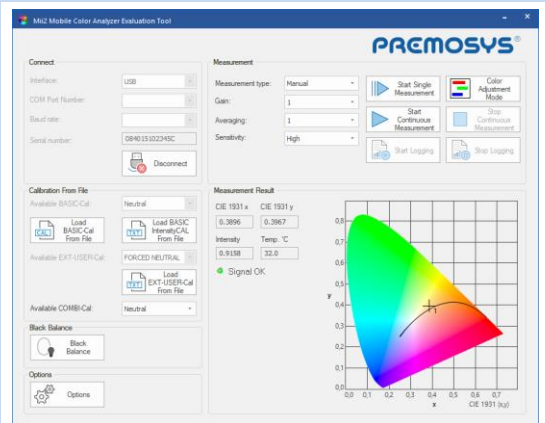 Mii2 Mobile Color Analyzer Evaluation Tool
PREMOSYS®
Connect
Interface:
USB
COM Port Number:
Baud rate:
Serial number:
084015102345C
Disconnect
Measurement
Measurement type:
Manual
Gain:
1
Averaging:
1
Sensitivity:
High
Start Single
Measurement
Color
Adjustment
Mode
Start
Continuous
Measurement
Stop
Continuous
Measurement
Start Logging
Stop Logging
Calibration From File
Available BASIC-Cal:
Neutral
CAL
Load
BASIC-Cal
From File
TXT
Load BASIC
IntensityCAL
From File
Available EXT-USER-Cal:
FORCED NEUTRAL
TXT
Load
EXT-USER-Cal
From File
Available COMBI-Cal:
Neutral
Black Balance
Black
Balance
Options
Options
Measurement Result
CIE 1931 x
CIE 1931 y
0.3896
0.3967
Intensity
Temp. °C
0.9158
32.0
Signal OK
0,8
0,7
0,6
0,5
y
0,4
0,3
0,2
0,1
0,0
1
0,0 0,1 0,2 0,3 0,4 0,5 0,6 0,7
x
CIE 1931 (x,y)